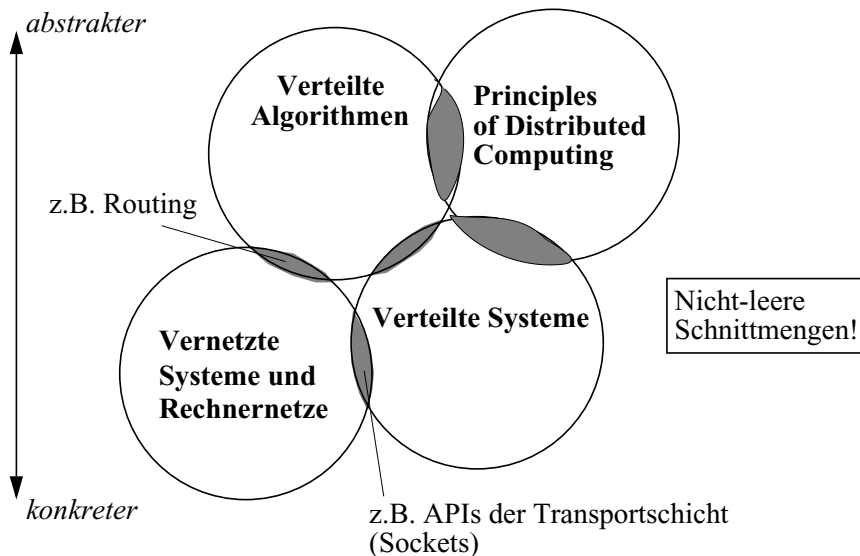 abstrakter
Verteilte
Algorithmen
Principles
of Distributed
Computing
z.B. Routing
Nicht-leere
Schnittmengen!
Verteilte Systeme
Vernetzte
Systeme und
Rechnernetze
konkreter
z.B. APIs der Transportschicht
(Sockets)